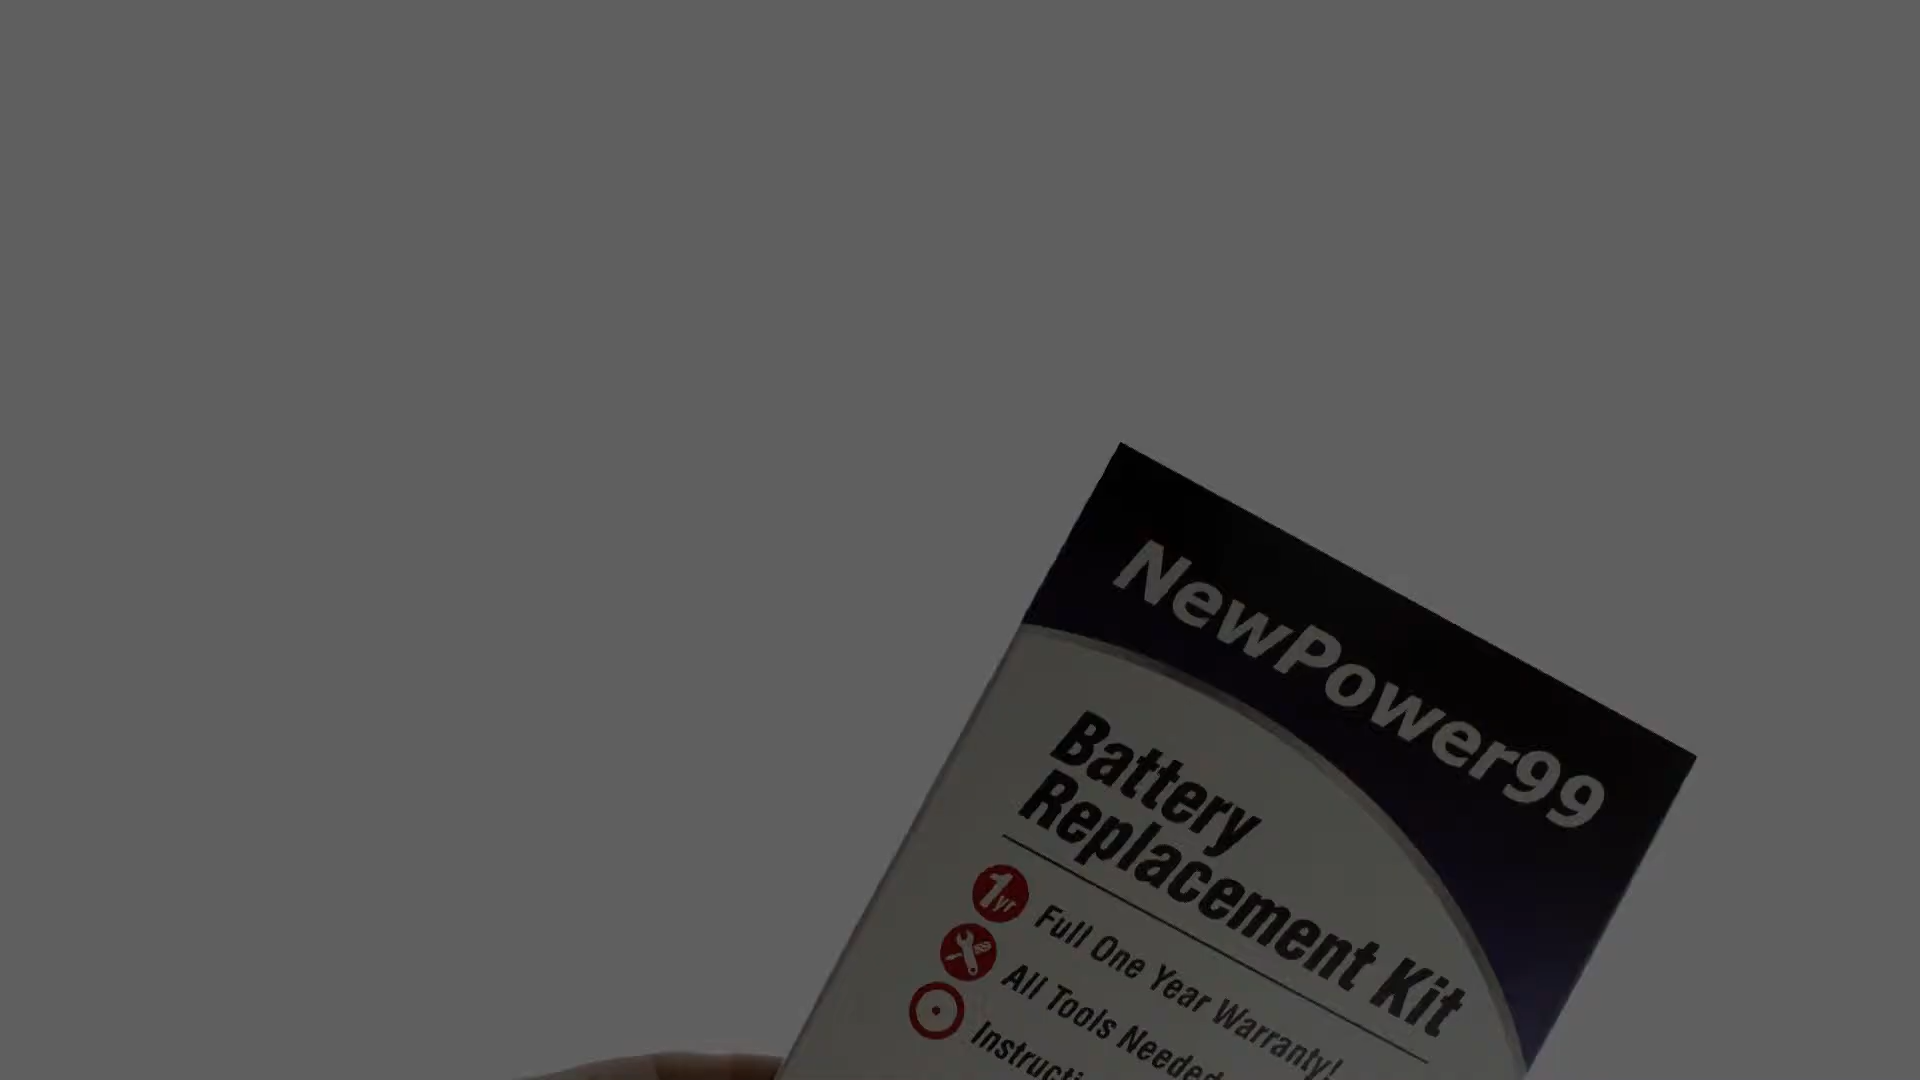 NewPower99
Battery
Replacement Kit
1yr Full One Year Warranty!
All Tools Needed